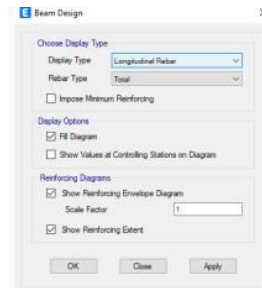 E Beam Design
Choose Display Type
Display Type Longitudinal Rebar
Rebar Type Total
Impose Minimum Reinforcing
Display Options
Fill Diagram
Show Values at Controlling Stations on Diagram
Reinforcing Diagrams
Show Reinforcing Envelope Diagram
Scale Factor 1
Show Reinforcing Extent
OK Close Apply